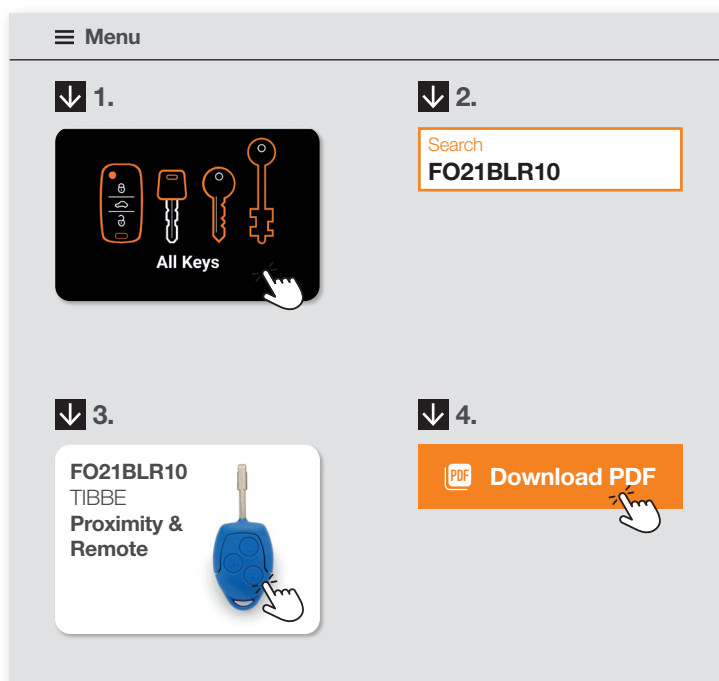 Menu
1.
All Keys
2.
Search
FO21BLR10
3.
FO21BLR10
TIBBE
Proximity &
Remote
4.
PDF
Download PDF